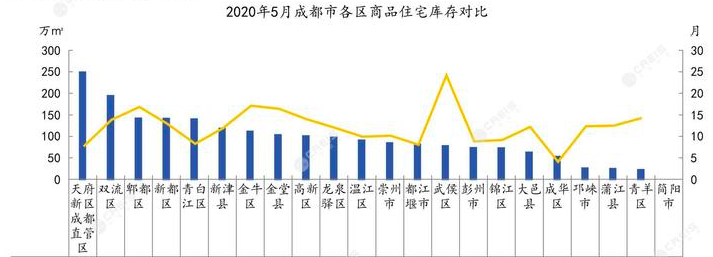 2020年5月成都市各区商品住宅库存对比
万㎡
月
300
250
200
150
100
50
0
30
25
20
15
10
5
0
天府新区成都直管区
双流区
郫都区
新都区
青白江区
新津县
金牛区
金堂县
高新区
龙泉驿区
温江区
崇州市
都江堰市
武侯区
彭州市
锦江区
大邑县
成华区
邛崃市
蒲江县
青羊区
简阳市